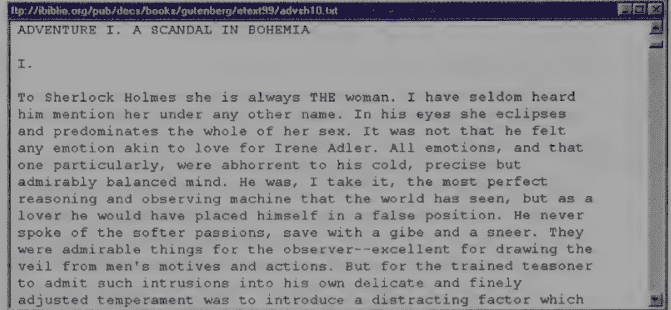 ftp://ibiblio.org/pub/docs/books/gutenberg/etext99/advsh10.txt
ADVENTURE I. A SCANDAL IN BOHEMIA
I.
To Sherlock Holmes she is always THE woman. I have seldom heard
him mention her under any other name. In his eyes she eclipses
and predominates the whole of her sex. It was not that he felt
any emotion akin to love for Irene Adler. All emotions, and that
one particularly, were abhorrent to his cold, precise but
admirably balanced mind. He was, I take it, the most perfect
reasoning and observing machine that the world has seen, but as a
lover he would have placed himself in a false position. He never
spoke of the softer passions, save with a gibe and a sneer. They
were admirable things for the observer--excellent for drawing the
veil from men's motives and actions. But for the trained teasoner
to admit such intrusions into his own delicate and finely
adjusted temperament was to introduce a distracting factor which